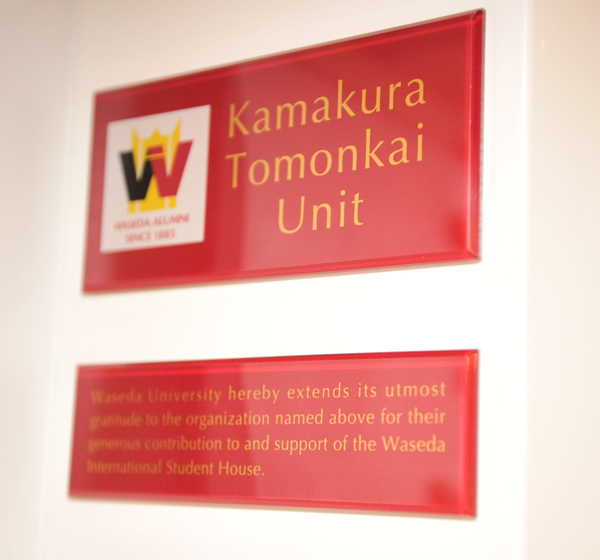 Kamakura
Tomonkai
Unit
WASEDA ALUMNI
SINCE 1885
Waseda University hereby extends its utmost
gratitude to the organization named above for their
generous contribution to and support of the Waseda
International Student House.